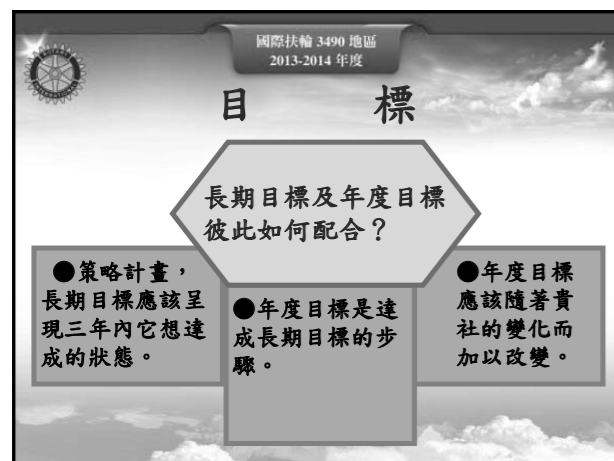 國際扶輪 3490 地區
2013-2014 年度
目 標
長期目標及年度目標
彼此如何配合？
●策略計畫，
長期目標應該呈
現三年內它想達
成的狀態。
●年度目標是達
成長期目標的步
驟。
●年度目標
應該隨著貴
社的變化而
加以改變。